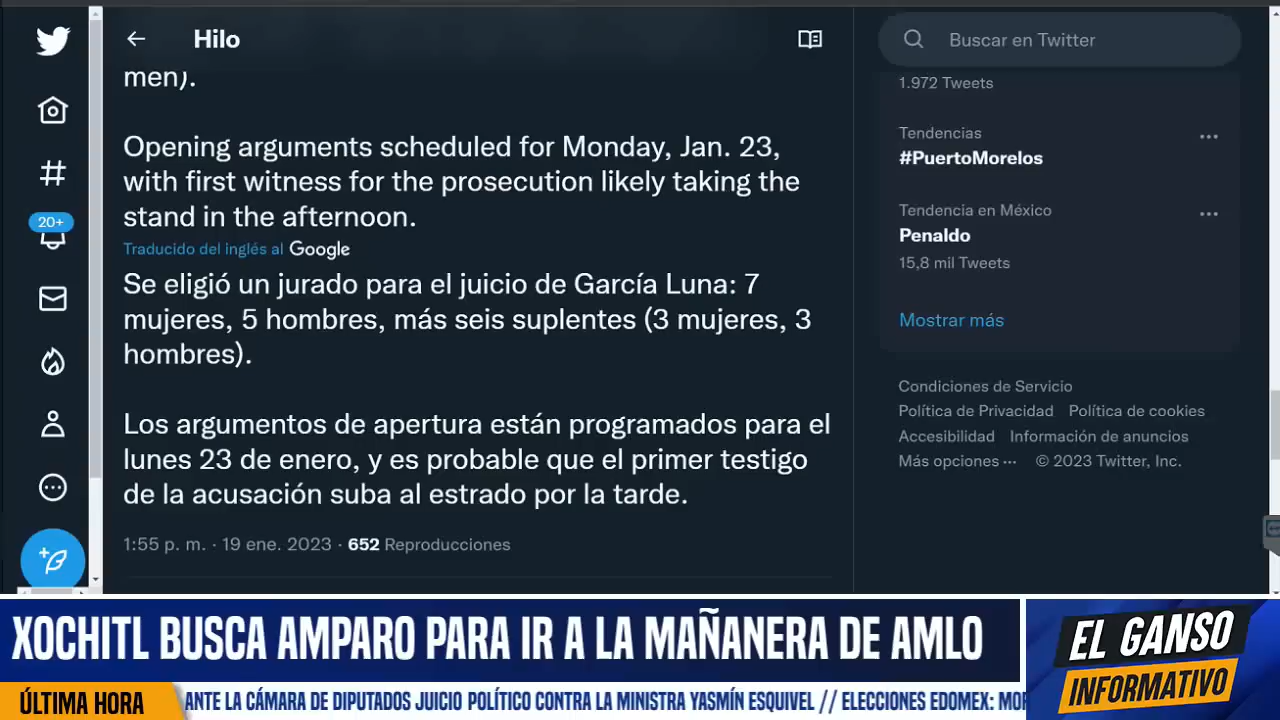 Hilo
men).
Opening arguments scheduled for Monday, Jan. 23,
with first witness for the prosecution likely taking the
stand in the afternoon.
Traducido del inglés al Google
Se eligió un jurado para el juicio de García Luna: 7
mujeres, 5 hombres, más seis suplentes (3 mujeres, 3
hombres).
Los argumentos de apertura están programados para el
lunes 23 de enero, y es probable que el primer testigo
de la acusación suba al estrado por la tarde.
1:55 p. m. · 19 ene. 2023 · 652 Reproducciones
20+
Buscar en Twitter
1.972 Tweets
Tendencias
#PuertoMorelos
Tendencia en México
Penaldo
15,8 mil Tweets
Mostrar más
Condiciones de Servicio
Política de Privacidad Política de cookies
Accesibilidad Información de anuncios
Más opciones ··· © 2023 Twitter, Inc.
XOCHITL BUSCA AMPARO PARA IR A LA MAÑANERA DE AMLO
EL GANSO
INFORMATIVO
ÚLTIMA HORA
ANTE LA CÁMARA DE DIPUTADOS JUICIO POLÍTICO CONTRA LA MINISTRA YASMÍN ESQUIVEL // ELECCIONES EDOMEX: